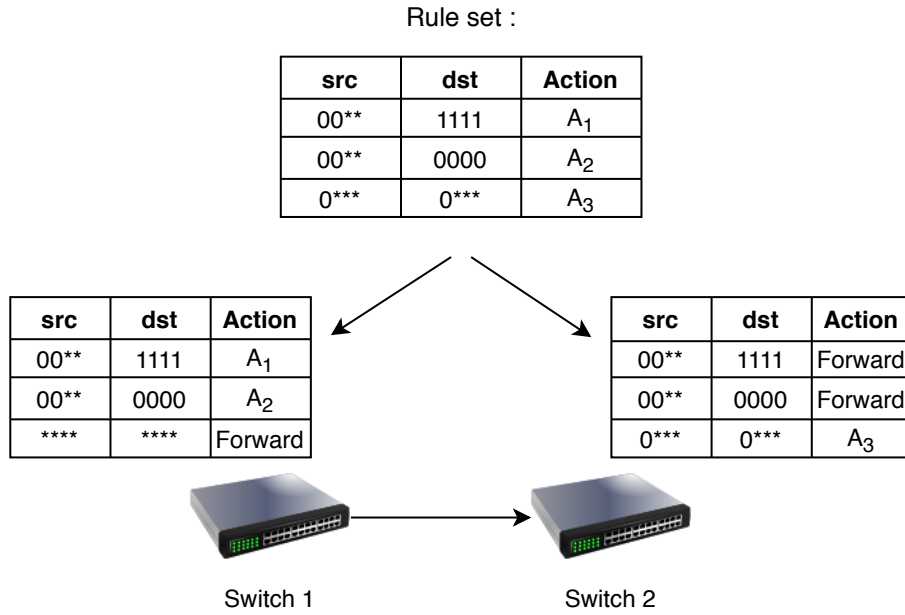 Rule set :
src dst Action
00** 1111 A1
00** 0000 A2
0*** 0*** A3
src dst Action
00** 1111 A1
00** 0000 A2
**** **** Forward
src dst Action
00** 1111 Forward
00** 0000 Forward
0*** 0*** A3
Switch 1
Switch 2